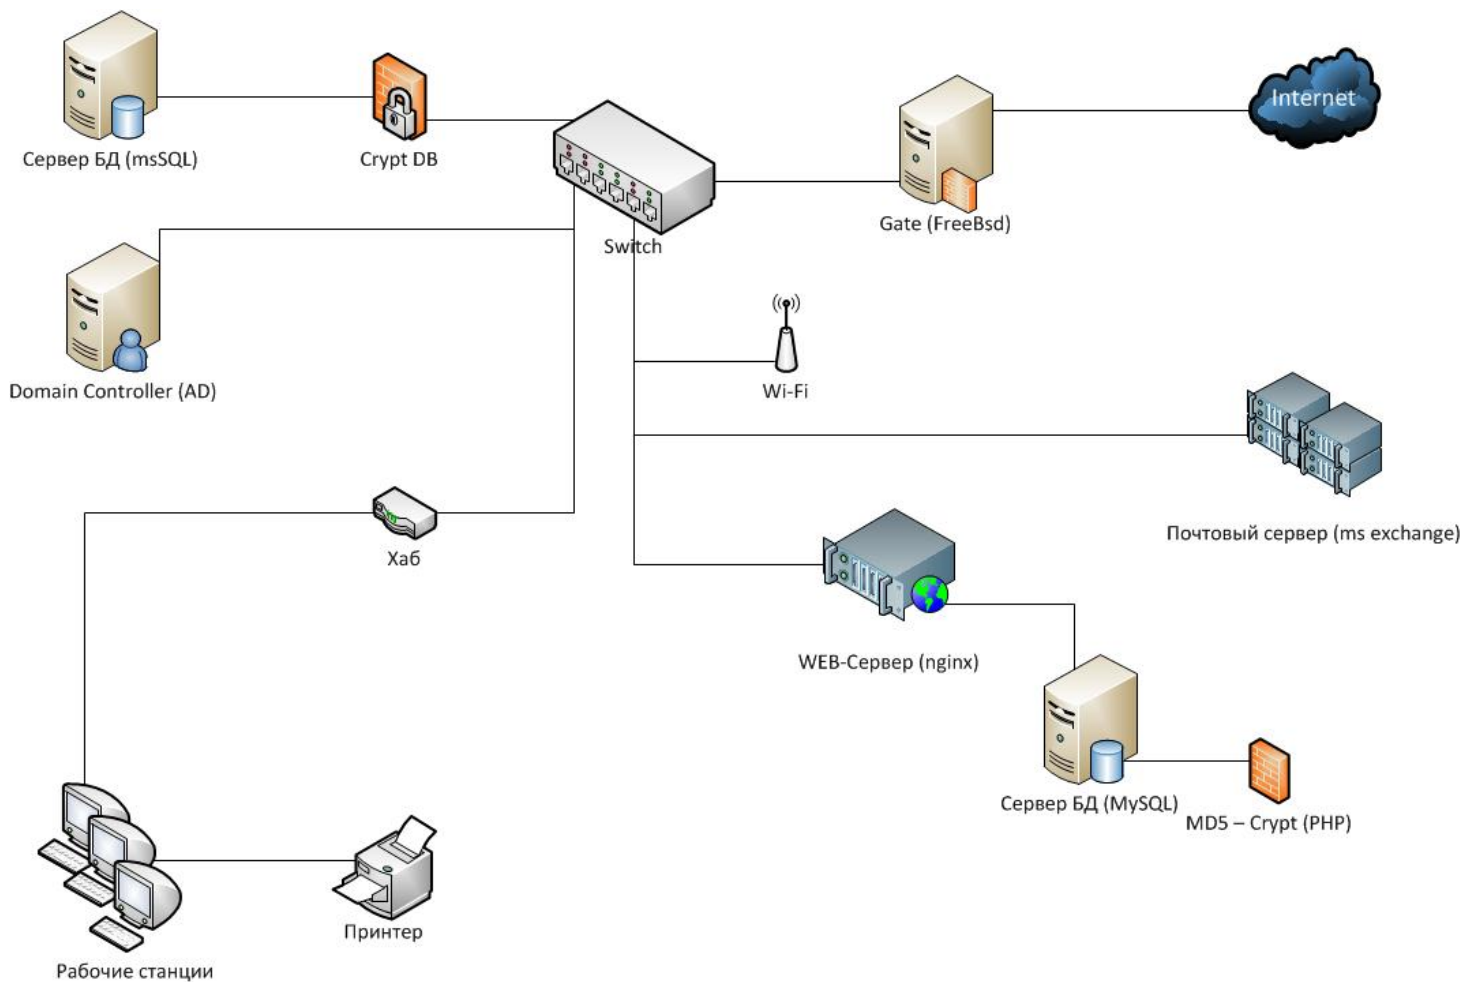 Internet
Сервер БД (msSQL)
Crypt DB
Switch
Gate (FreeBsd)
Domain Controller (AD)
Wi-Fi
Почтовый сервер (ms exchange)
Хаб
WEB-Сервер (nginx)
Сервер БД (MySQL)
MD5 – Crypt (PHP)
Принтер
Рабочие станции